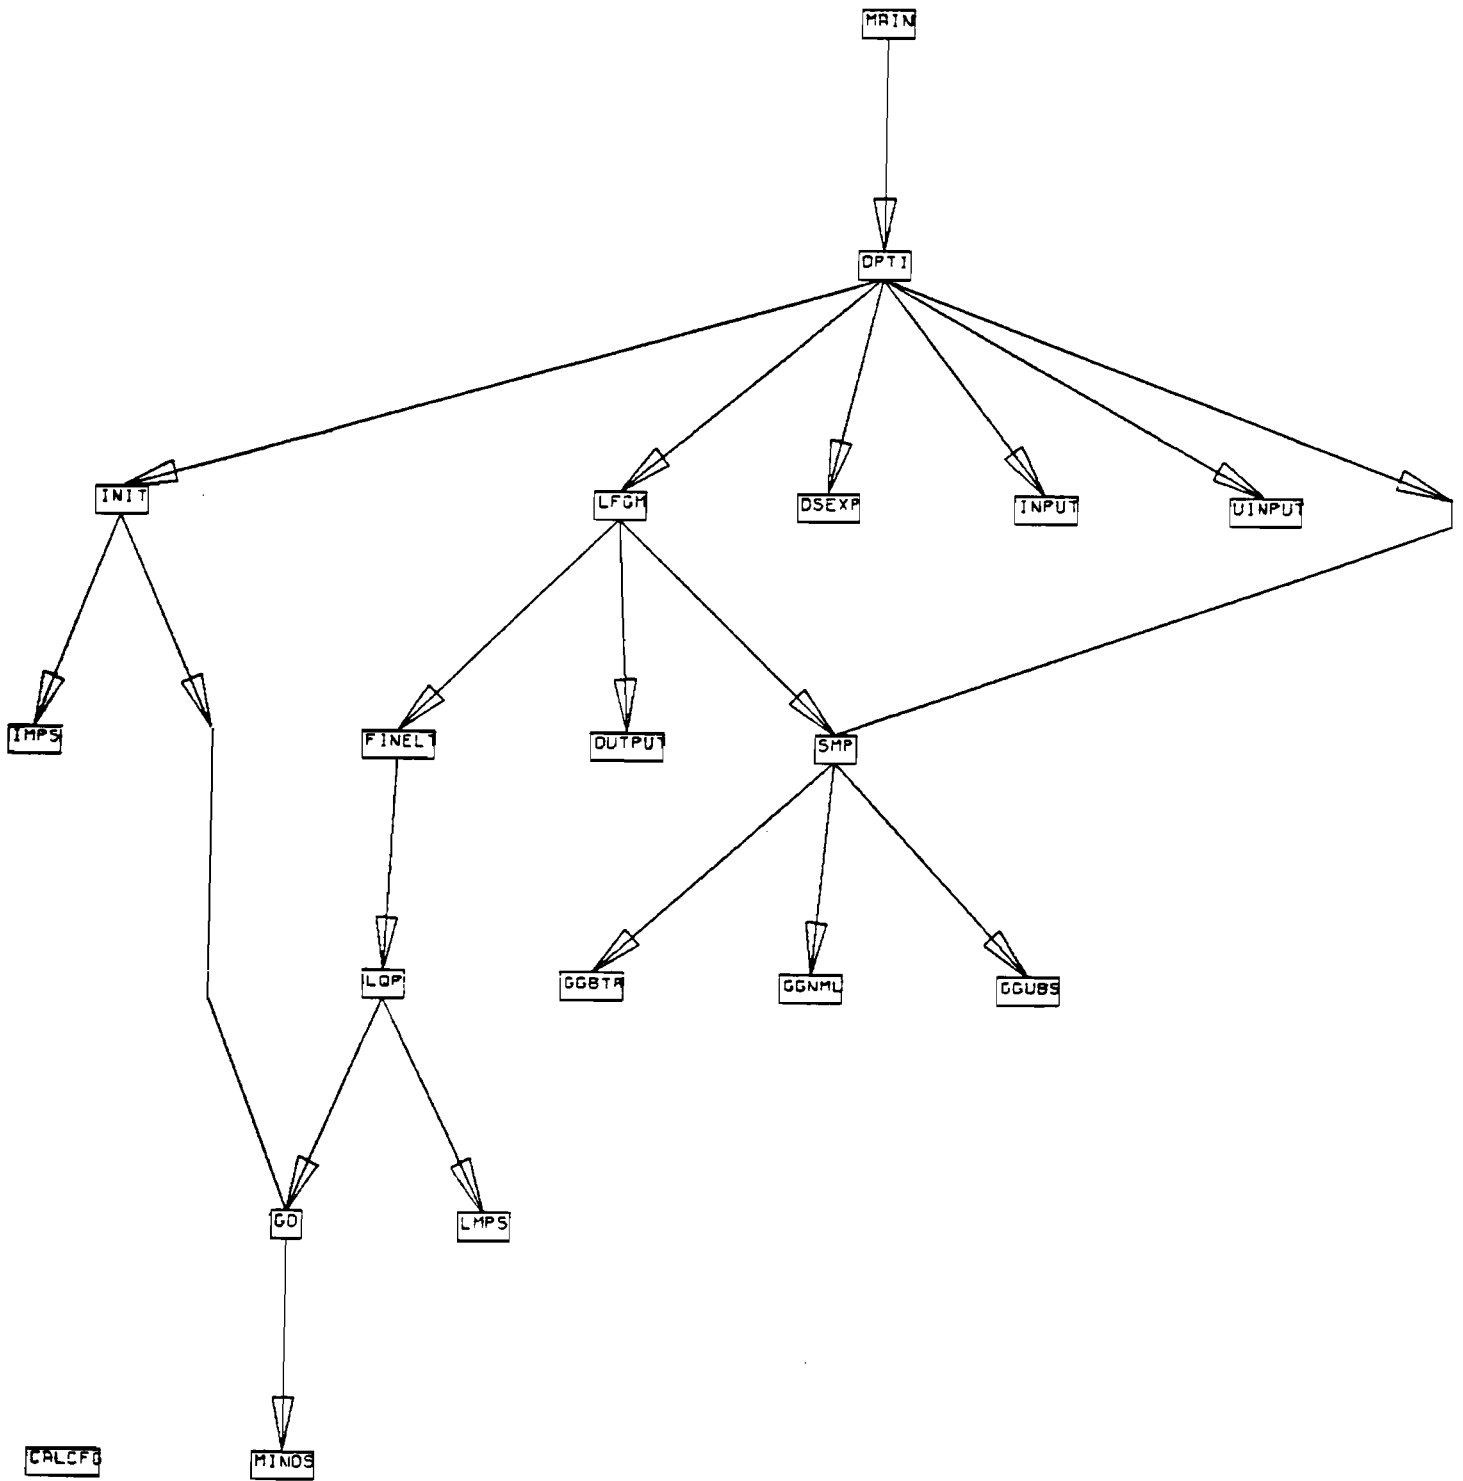 MAIN
OPTI
INIT
LFGM
DSEXP
INPUT
UINPUT
IMPS
FINELT
OUTPUT
SMP
LQP
GGBTR
GGNML
GGUBS
GO
LMPS
CALCFG
MINOS